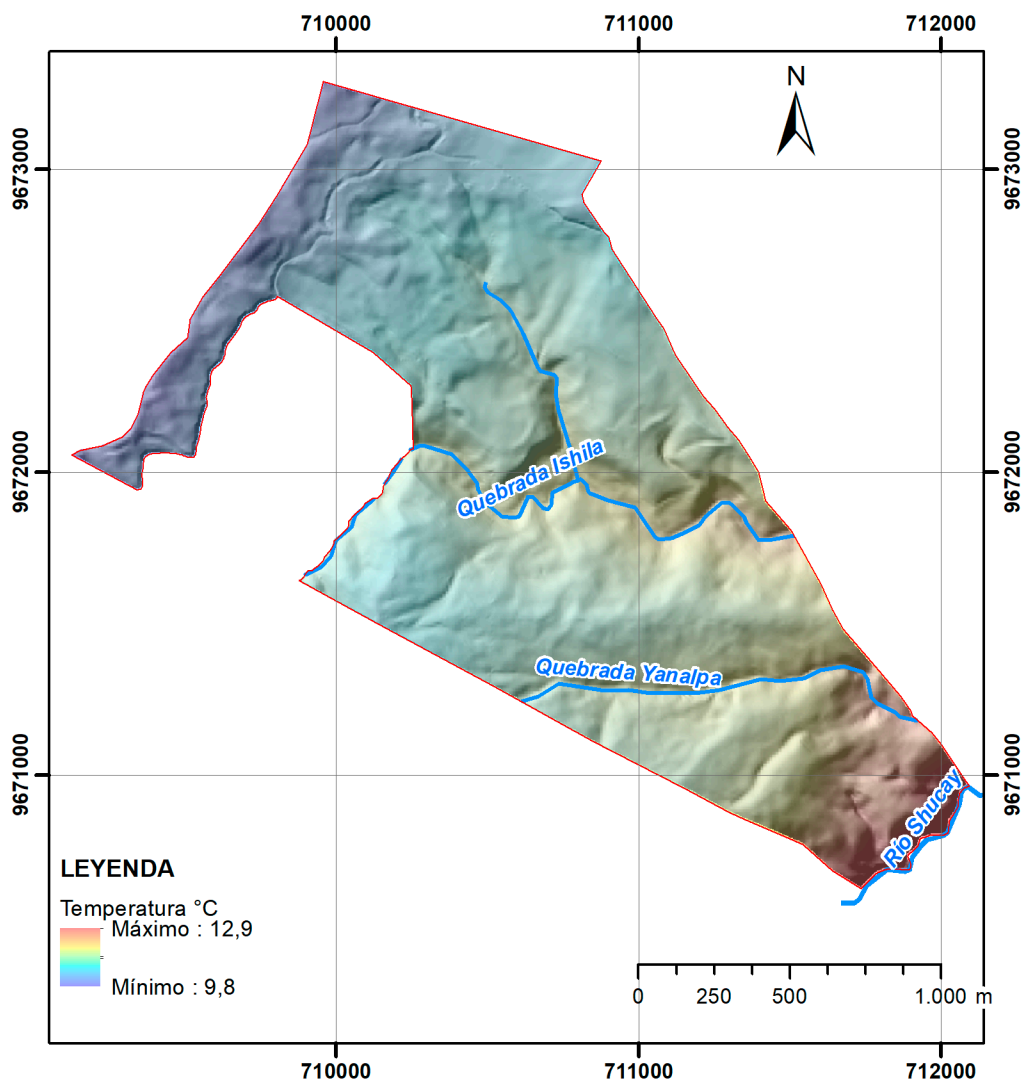 710000
711000
712000
N
9673000
9673000
9672000
9672000
Quebrada Ishila
Quebrada Yanalpa
9671000
9671000
Río Shucay
LEYENDA
Temperatura °C
Máximo : 12,9
Mínimo : 9,8
0 250 500 1.000 m
710000
711000
712000